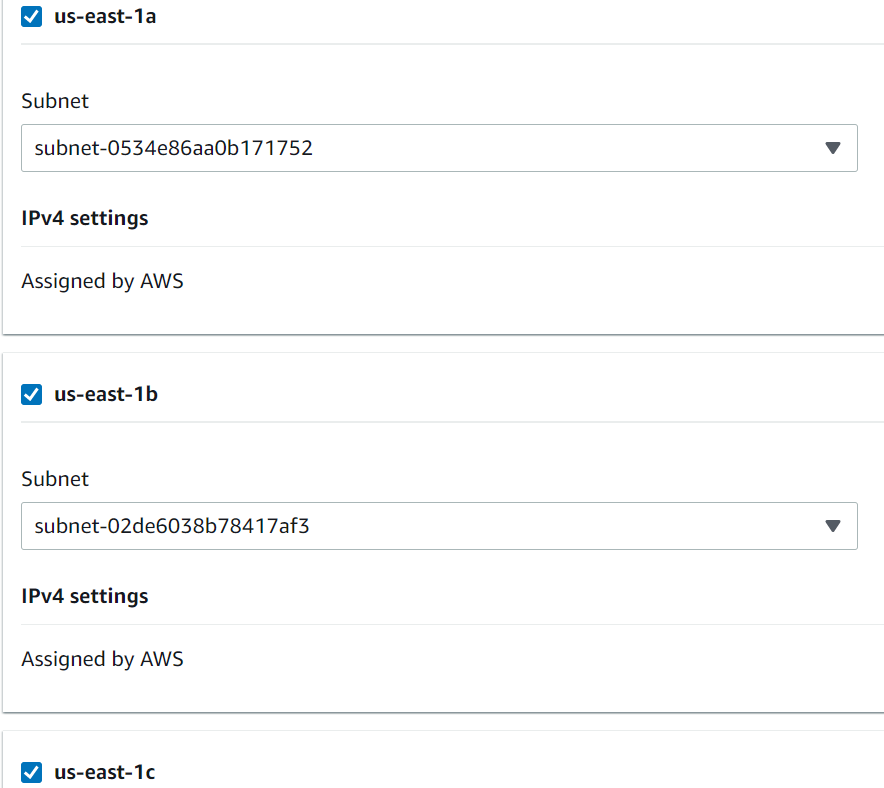 us-east-1a
Subnet
subnet-0534e86aa0b171752
IPv4 settings
Assigned by AWS
us-east-1b
Subnet
subnet-02de6038b78417af3
IPv4 settings
Assigned by AWS
us-east-1c